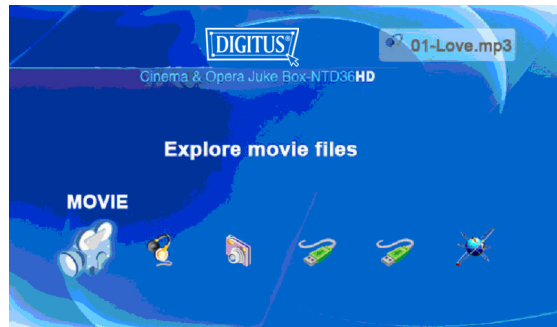 DIGITUS
01-Love.mp3
Cinema & Opera Juke Box-NTD36HD
Explore movie files
MOVIE